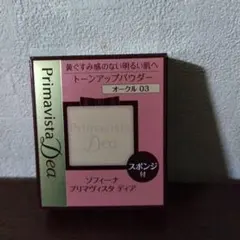 Primavista
Dea
黄ぐすみ感のない明るい肌へ
トーンアップパウダー
オークル 03
Primavista
Dea
スポンジ
付
ソフィーナ
プリマヴィスタ ディア